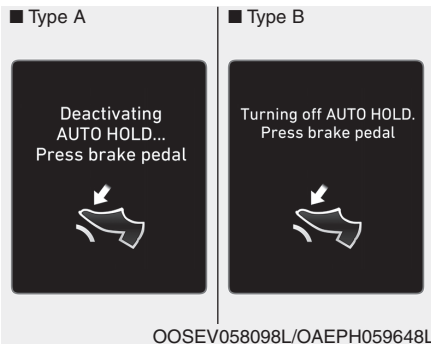 ■ Type A
■ Type B
Deactivating
AUTO HOLD...
Press brake pedal
Turning off AUTO HOLD.
Press brake pedal
OOSEV058098L/OAEPH059648L